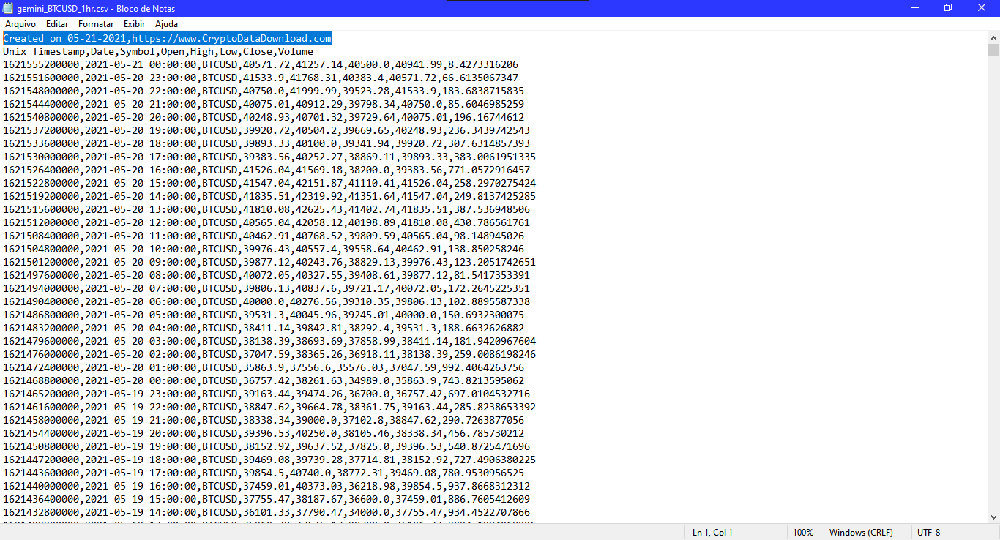 gemini_BTCUSD_1hr.csv - Bloco de Notas
Arquivo Editar Formatar Exibir Ajuda
Created on 05-21-2021,https://www.CryptoDataDownload.com
Unix Timestamp,Date,Symbol,Open,High,Low,Close,Volume
1621555200000,2021-05-21 00:00:00,BTCUSD,40571.72,41257.14,40500.0,40941.99,8.4273316206
1621551600000,2021-05-20 23:00:00,BTCUSD,41533.9,41768.31,40383.4,40571.72,66.6135067347
1621548000000,2021-05-20 22:00:00,BTCUSD,40750.0,41999.99,39523.28,41533.9,183.6838715835
1621544400000,2021-05-20 21:00:00,BTCUSD,40075.01,40912.29,39798.34,40750.0,85.6046985259
1621540800000,2021-05-20 20:00:00,BTCUSD,40248.93,40701.32,39729.64,40075.01,196.16744612
1621537200000,2021-05-20 19:00:00,BTCUSD,39920.72,40504.2,39669.65,40248.93,236.3439742543
1621533600000,2021-05-20 18:00:00,BTCUSD,39893.33,40100.0,39341.94,39920.72,307.6314857393
1621530000000,2021-05-20 17:00:00,BTCUSD,39383.56,40252.27,38869.11,39893.33,383.0061951335
1621526400000,2021-05-20 16:00:00,BTCUSD,41526.04,41569.18,38200.0,39383.56,771.0572916457
1621522800000,2021-05-20 15:00:00,BTCUSD,41547.04,42151.87,41110.41,41526.04,258.2970275424
1621519200000,2021-05-20 14:00:00,BTCUSD,41835.51,42319.92,41351.64,41547.04,249.8137425285
1621515600000,2021-05-20 13:00:00,BTCUSD,41810.08,42625.43,41402.74,41835.51,387.536948506
1621512000000,2021-05-20 12:00:00,BTCUSD,40565.04,42058.12,40198.89,41810.08,430.786561761
1621508400000,2021-05-20 11:00:00,BTCUSD,40462.91,40768.52,39809.59,40565.04,98.148945026
1621504800000,2021-05-20 10:00:00,BTCUSD,39976.43,40557.4,39558.64,40462.91,138.850258246
1621501200000,2021-05-20 09:00:00,BTCUSD,39877.12,40243.76,38829.13,39976.43,123.2051742651
1621497600000,2021-05-20 08:00:00,BTCUSD,40072.05,40327.55,39408.61,39877.12,81.5417353391
1621494000000,2021-05-20 07:00:00,BTCUSD,39806.13,40837.6,39721.17,40072.05,172.2645225351
1621490400000,2021-05-20 06:00:00,BTCUSD,40000.0,40276.56,39310.35,39806.13,102.8895587338
1621486800000,2021-05-20 05:00:00,BTCUSD,39531.3,40045.96,39245.01,40000.0,150.6932300075
1621483200000,2021-05-20 04:00:00,BTCUSD,38411.14,39842.81,38292.4,39531.3,188.6632626882
1621479600000,2021-05-20 03:00:00,BTCUSD,38138.39,38693.69,37858.99,38411.14,181.9420967604
1621476000000,2021-05-20 02:00:00,BTCUSD,37047.59,38365.26,36918.11,38138.39,259.0086198246
1621472400000,2021-05-20 01:00:00,BTCUSD,35863.9,37556.6,35576.03,37047.59,992.4064263756
1621468800000,2021-05-20 00:00:00,BTCUSD,36757.42,38261.63,34989.0,35863.9,743.8213595062
1621465200000,2021-05-19 23:00:00,BTCUSD,39163.44,39474.26,36700.0,36757.42,697.0104532716
1621461600000,2021-05-19 22:00:00,BTCUSD,38847.62,39664.78,38361.75,39163.44,285.8238653392
1621458000000,2021-05-19 21:00:00,BTCUSD,38338.34,39000.0,37102.8,38847.62,290.7263877056
1621454400000,2021-05-19 20:00:00,BTCUSD,39396.53,40250.0,38105.46,38338.34,456.785730212
1621450800000,2021-05-19 19:00:00,BTCUSD,38152.92,39637.52,37825.0,39396.53,540.8725471696
1621447200000,2021-05-19 18:00:00,BTCUSD,39469.08,39739.28,37714.81,38152.92,727.4906380225
1621443600000,2021-05-19 17:00:00,BTCUSD,39854.5,40740.0,38772.31,39469.08,780.9530956525
1621440000000,2021-05-19 16:00:00,BTCUSD,37459.01,40373.03,36218.98,39854.5,937.8668312312
1621436400000,2021-05-19 15:00:00,BTCUSD,37755.47,38187.67,36600.0,37459.01,886.7605412609
1621432800000,2021-05-19 14:00:00,BTCUSD,36101.33,37790.47,34000.0,37755.47,934.4522707866
Ln 1, Col 1 100% Windows (CRLF) UTF-8